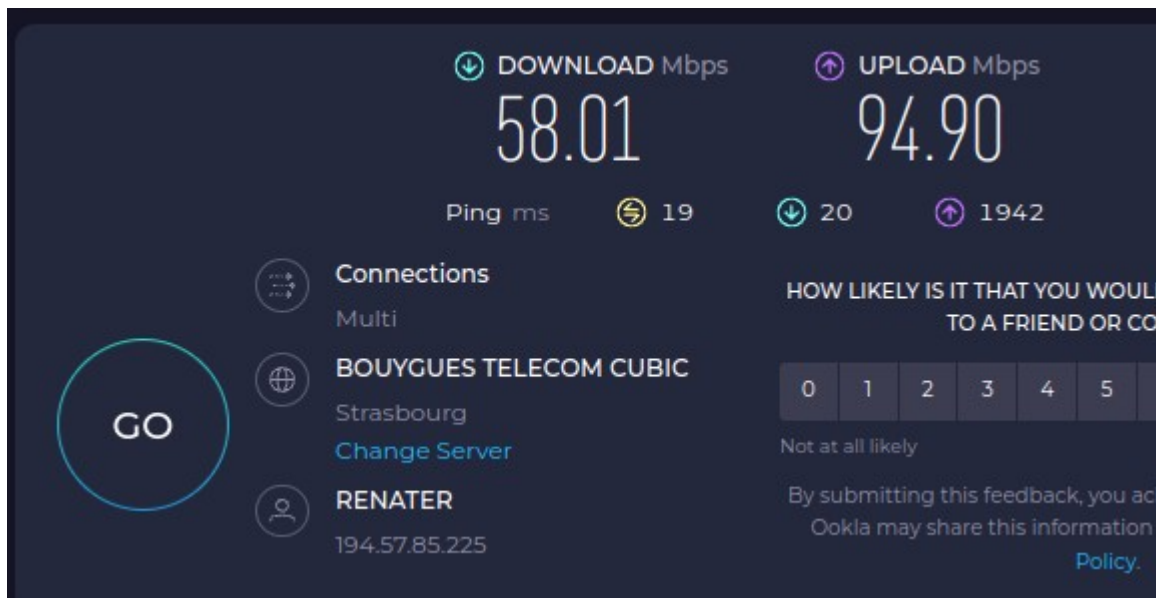 DOWNLOAD Mbps
58.01
UPLOAD Mbps
94.90
Ping ms 19 20 1942
Connections
Multi
BOUYGUES TELECOM CUBIC
Strasbourg
Change Server
RENATER
194.57.85.225
GO
HOW LIKELY IS IT THAT YOU
TO A FRIEND OR
0 1 2 3 4 5
Not at all likely
By submitting this feedback, you
Ookla may share this information
Policy.